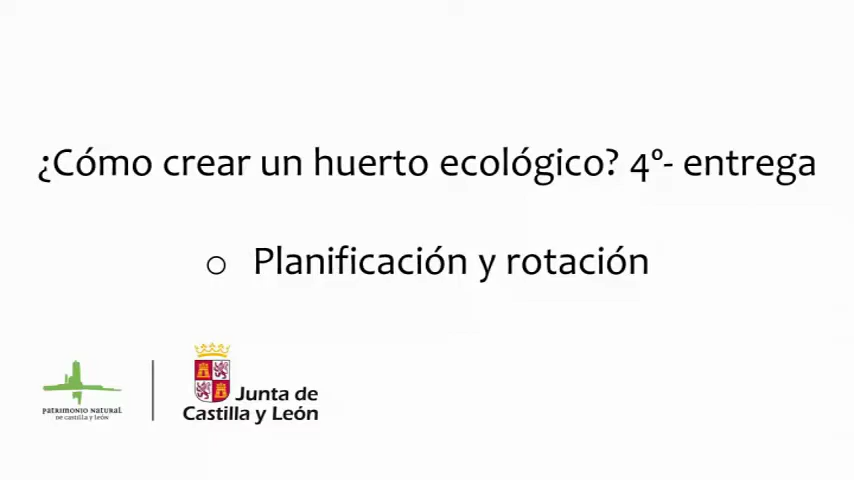 ¿Cómo crear un huerto ecológico? 4º- entrega
o Planificación y rotación
PATRIMONIO NATURAL
de castilla y león
Junta de
Castilla y León